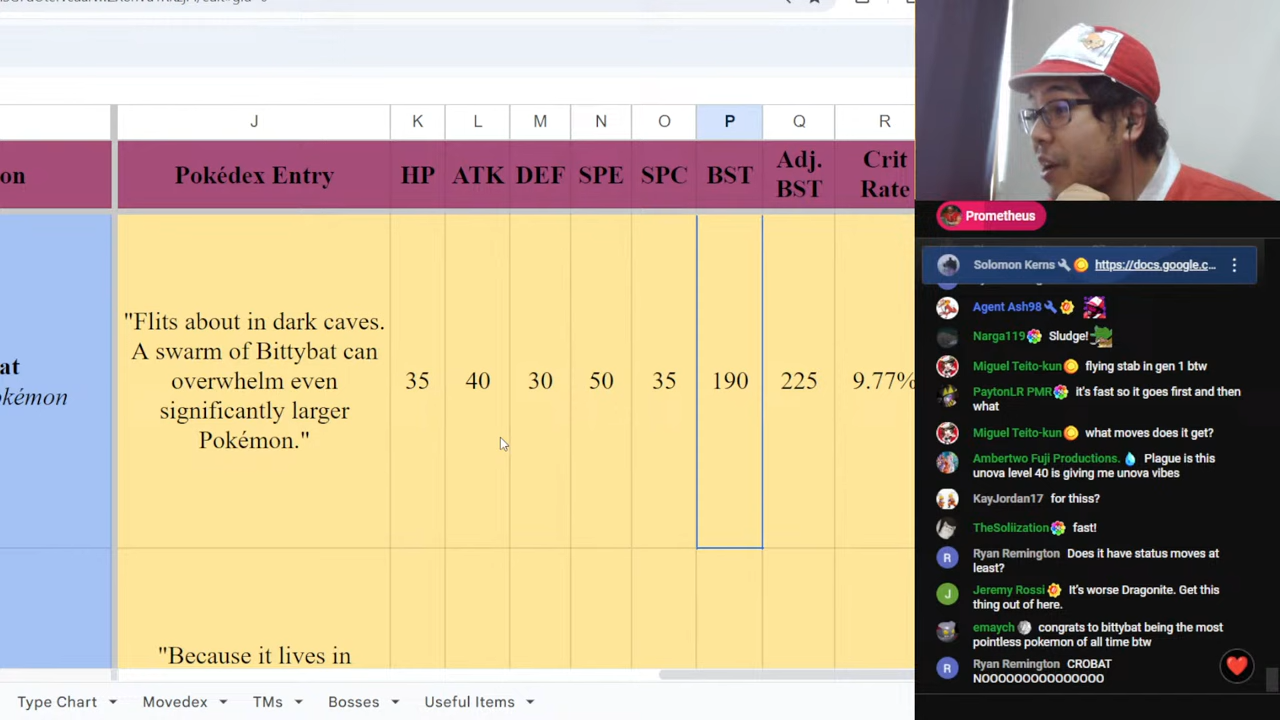 J K L M N O P Q R
on Pokédex Entry HP ATK DEF SPE SPC BST Adj. BST Crit Rate
"Flits about in dark caves.
A swarm of Bittybat can
overwhelm even
significantly larger
Pokémon."
at
okémon
35 40 30 50 35 190 225 9.77%
"Because it lives in
Type Chart Movedex TMs Bosses Useful Items
Prometheus
Solomon Kerns https://docs.google.c...
Agent Ash98
Narga119 Sludge!
Miguel Teito-kun flying stab in gen 1 btw
PaytonLR PMR it's fast so it goes first and then
what
Miguel Teito-kun what moves does it get?
Ambertwo Fuji Productions. Plague is this
unova level 40 is giving me unova vibes
KayJordan17 for thiss?
TheSoliization fast!
Ryan Remington Does it have status moves at
least?
Jeremy Rossi It's worse Dragonite. Get this
thing out of here.
emaych congrats to bittybat being the most
pointless pokemon of all time btw
Ryan Remington CROBAT
NOOOOOOOOOOOOOOO
R
J
R